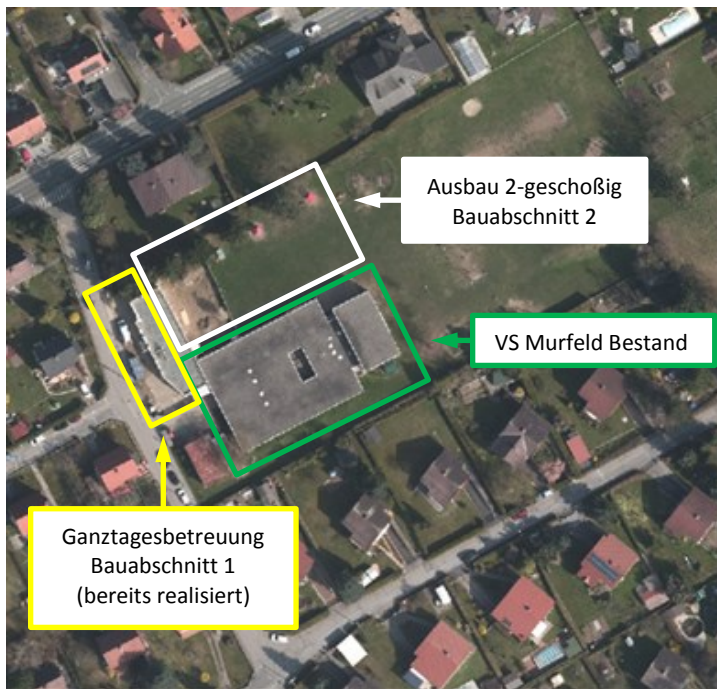 Ausbau 2-geschoßig
Bauabschnitt 2
VS Murfeld Bestand
Ganztagesbetreuung
Bauabschnitt 1
(bereits realisiert)